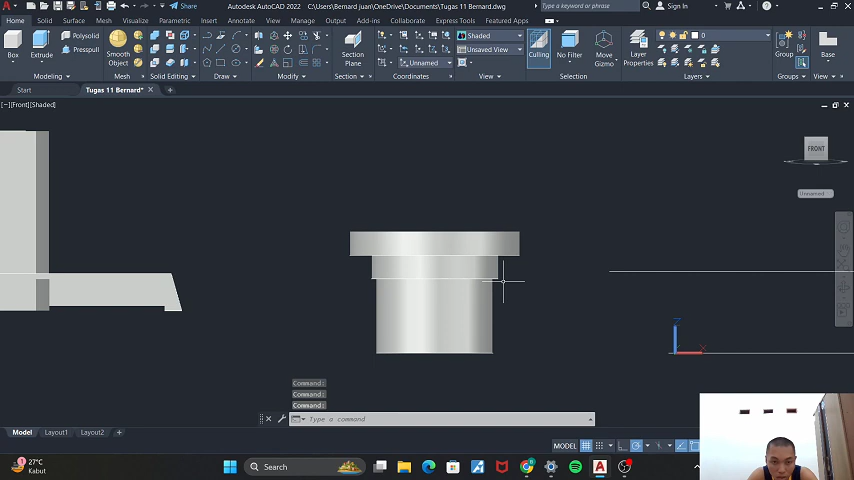 Share
Autodesk AutoCAD 2022
C:\Users\Bernard juan\OneDrive\Documents\Tugas 11 Bernard.dwg
Type a keyword or phrase
Sign In
Home
Solid
Surface
Mesh
Visualize
Parametric
Insert
Annotate
View
Manage
Output
Add-ins
Collaborate
Express Tools
Featured Apps
Box
Extrude
Polysolid
Presspull
Smooth
Object
Section
Plane
Shaded
Unsaved View
Unnamed
Culling
No Filter
Move
Gizmo
Layer
Properties
0
Group
Base
Modeling
Mesh
Solid Editing
Draw
Modify
Section
Coordinates
View
Selection
Layers
Groups
View
Start
Tugas 11 Bernard*
[−][Front][Shaded]
FRONT
Unnamed
Z
X
Command:
Command:
Command:
Type a command
Model
Layout1
Layout2
MODEL
27°C
Kabut
Search